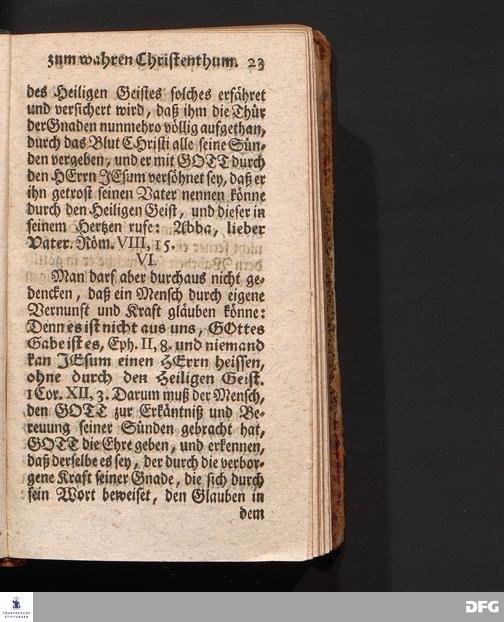 zum wahren Christenthum. 23
des Heiligen Geistes solches erfähret
und versichert wird, daß ihm die Thür
der Gnaden nunmehro völlig aufgethan,
durch das Blut CHristi alle seine Sün-
den vergeben, und er mit GOTT durch
den HErrn JEsum versöhnet sey, daß er
ihn getrost seinen Vater nennen könne
durch den Heiligen Geist, und dieser in
seinem Hertzen rufe: Abba, lieber
Vater. Röm. VIII, 15.
VI.
Man darf aber durchaus nicht ge-
dencken, daß ein Mensch durch eigene
Vernunft und Kraft gläuben könne:
Denn es ist nicht aus uns, GOttes
Gabe ist es, Eph. II, 8. und niemand
kan JEsum einen HErrn heissen,
ohne durch den Heiligen Geist.
1 Cor. XII, 3. Darum muß der Mensch,
den GOTT zur Erkäntniß und Be-
reuung seiner Sünden gebracht hat,
GOTT die Ehre geben, und erkennen,
daß derselbe es sey, der durch die verbor-
gene Kraft seiner Gnade, die sich durch
sein Wort beweiset, den Glauben in
dem
FRANCKESCHE
STIFTUNGEN
DFG